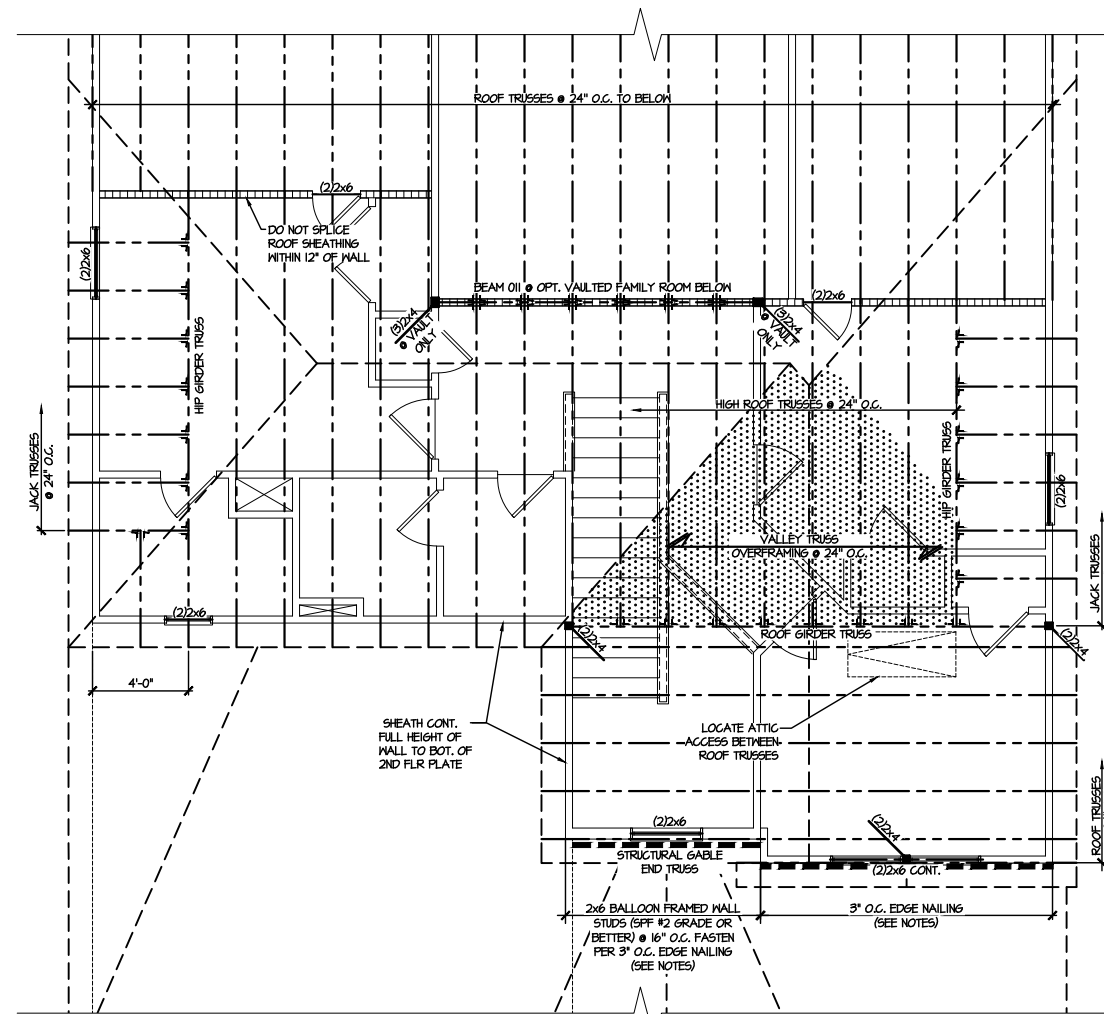 ROOF TRUSSES @ 24" O.C. TO BELOW
(2)2x6
DO NOT SPLICE
ROOF SHEATHING
WITHIN 12" OF WALL
(2)2x6
BEAM 011 @ OPT. VAULTED FAMILY ROOM BELOW
(2)2x6
(3)2x4
@ VAULT
ONLY
(3)2x4
@ VAULT
ONLY
HIP GIRDER TRUSS
HIGH ROOF TRUSSES @ 24" O.C.
JACK TRUSSES
@ 24" O.C.
HIP GIRDER TRUSS
(2)2x6
VALLEY TRUSS
OVERFRAMING @ 24" O.C.
JACK TRUSSES
(2)2x6
(2)2x4
ROOF GIRDER TRUSS
(2)2x4
4'-0"
SHEATH CONT.
FULL HEIGHT OF
WALL TO BOT. OF
2ND FLR PLATE
LOCATE ATTIC
ACCESS BETWEEN
ROOF TRUSSES
ROOF TRUSSES
(2)2x6
(2)2x4
STRUCTURAL GABLE
END TRUSS
(2)2x6 CONT.
2x6 BALLOON FRAMED WALL
STUDS (SPF #2 GRADE OR
BETTER) @ 16" O.C. FASTEN
PER 3" O.C. EDGE NAILING
(SEE NOTES)
3" O.C. EDGE NAILING
(SEE NOTES)